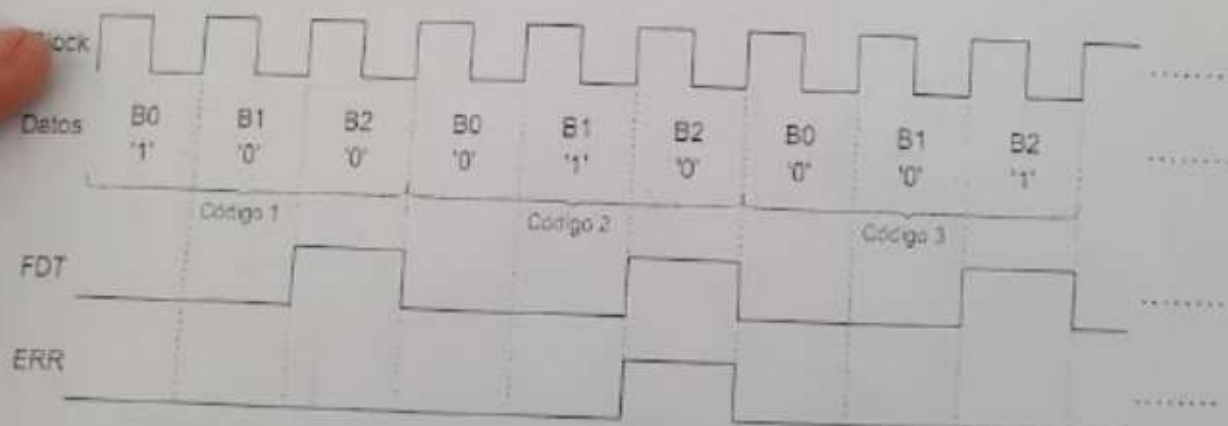 Clock
Datos B0 B1 B2 B0 B1 B2 B0 B1 B2
'1' '0' '0' '0' '1' '0' '0' '0' '1'
Código 1 Código 2 Código 3
FDT
ERR